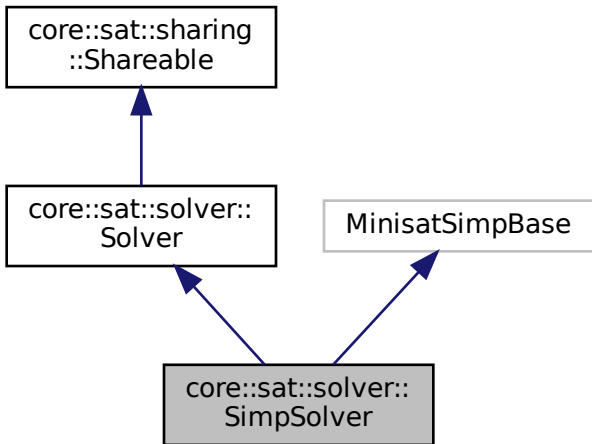 core::sat::sharing
::Shareable
core::sat::solver::
Solver
MinisatSimpBase
core::sat::solver::
SimpSolver